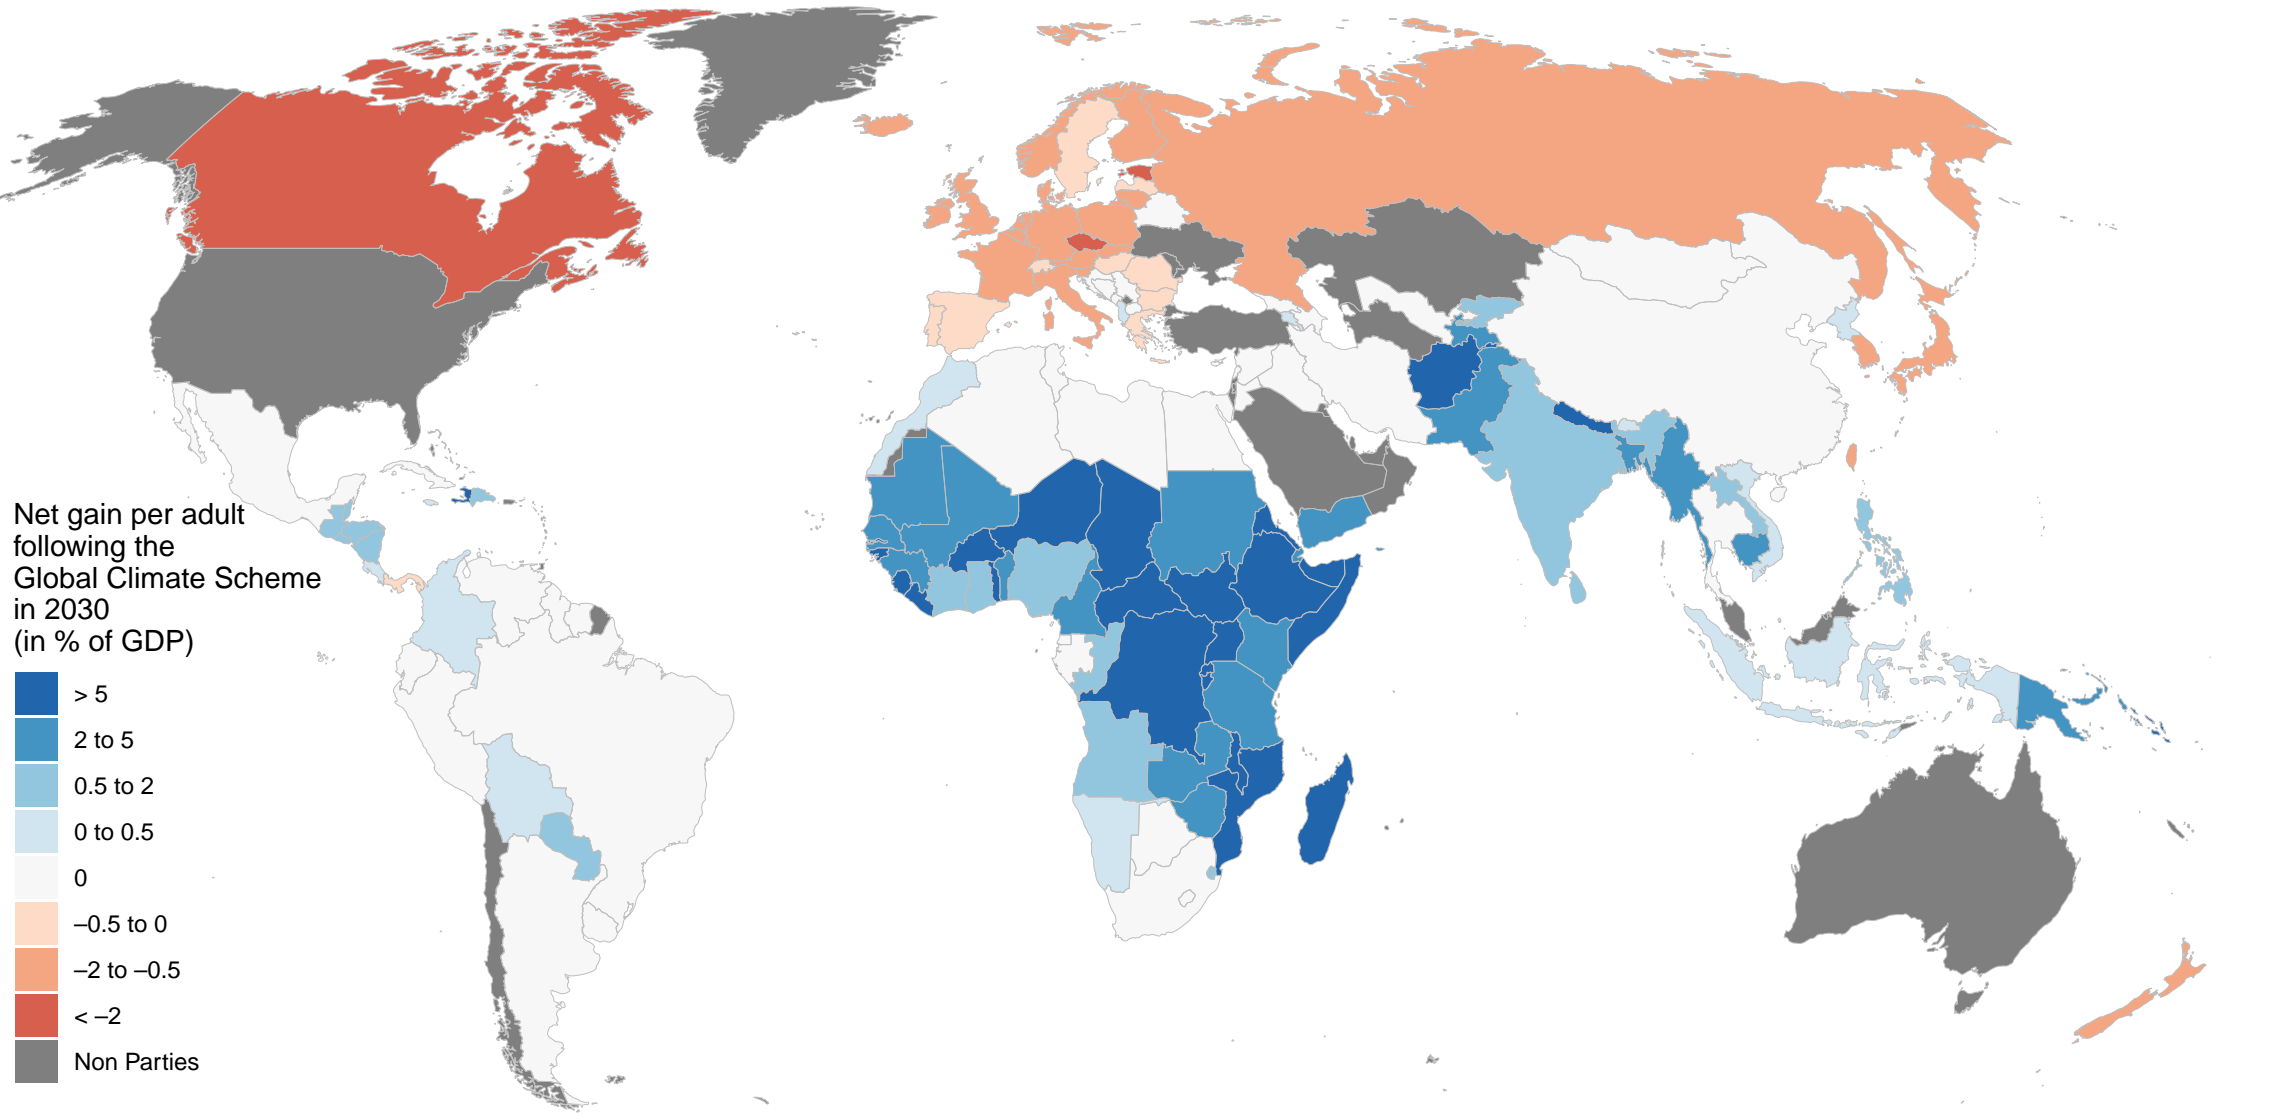 Net gain per adult
following the
Global Climate Scheme
in 2030
(in % of GDP)
> 5
2 to 5
0.5 to 2
0 to 0.5
0
–0.5 to 0
–2 to –0.5
< –2
Non Parties